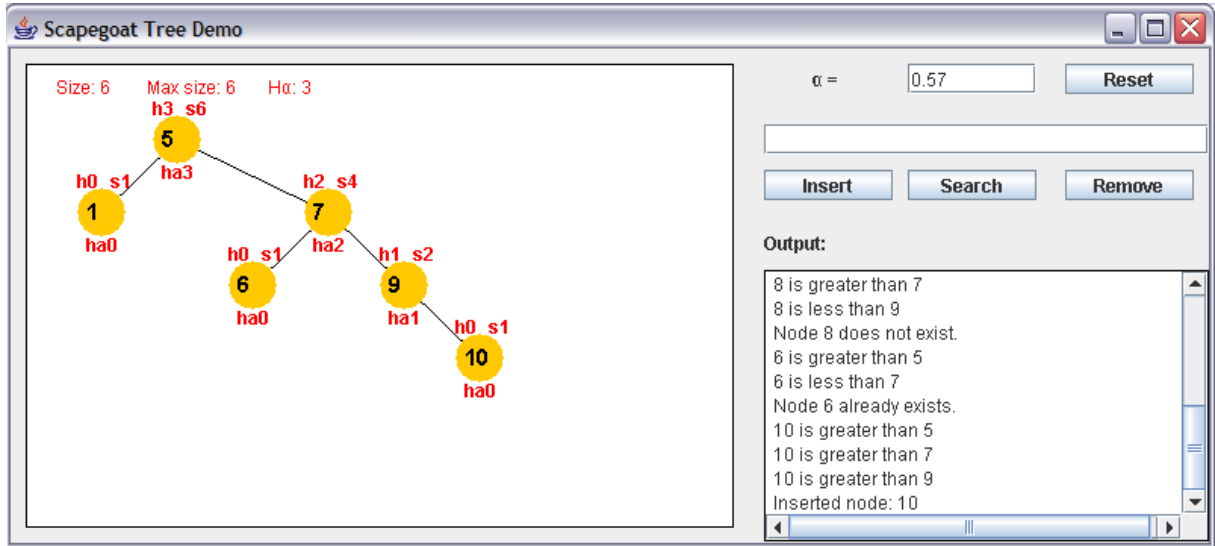 Scapegoat Tree Demo
Size: 6 Max size: 6 Hα: 3
h3 s6
5
ha3
h0 s1
1
ha0
h2 s4
7
ha2
h0 s1
6
ha0
h1 s2
9
ha1
h0 s1
10
ha0
α = 0.57 Reset
Insert Search Remove
Output:
8 is greater than 7
8 is less than 9
Node 8 does not exist.
6 is greater than 5
6 is less than 7
Node 6 already exists.
10 is greater than 5
10 is greater than 7
10 is greater than 9
Inserted node: 10